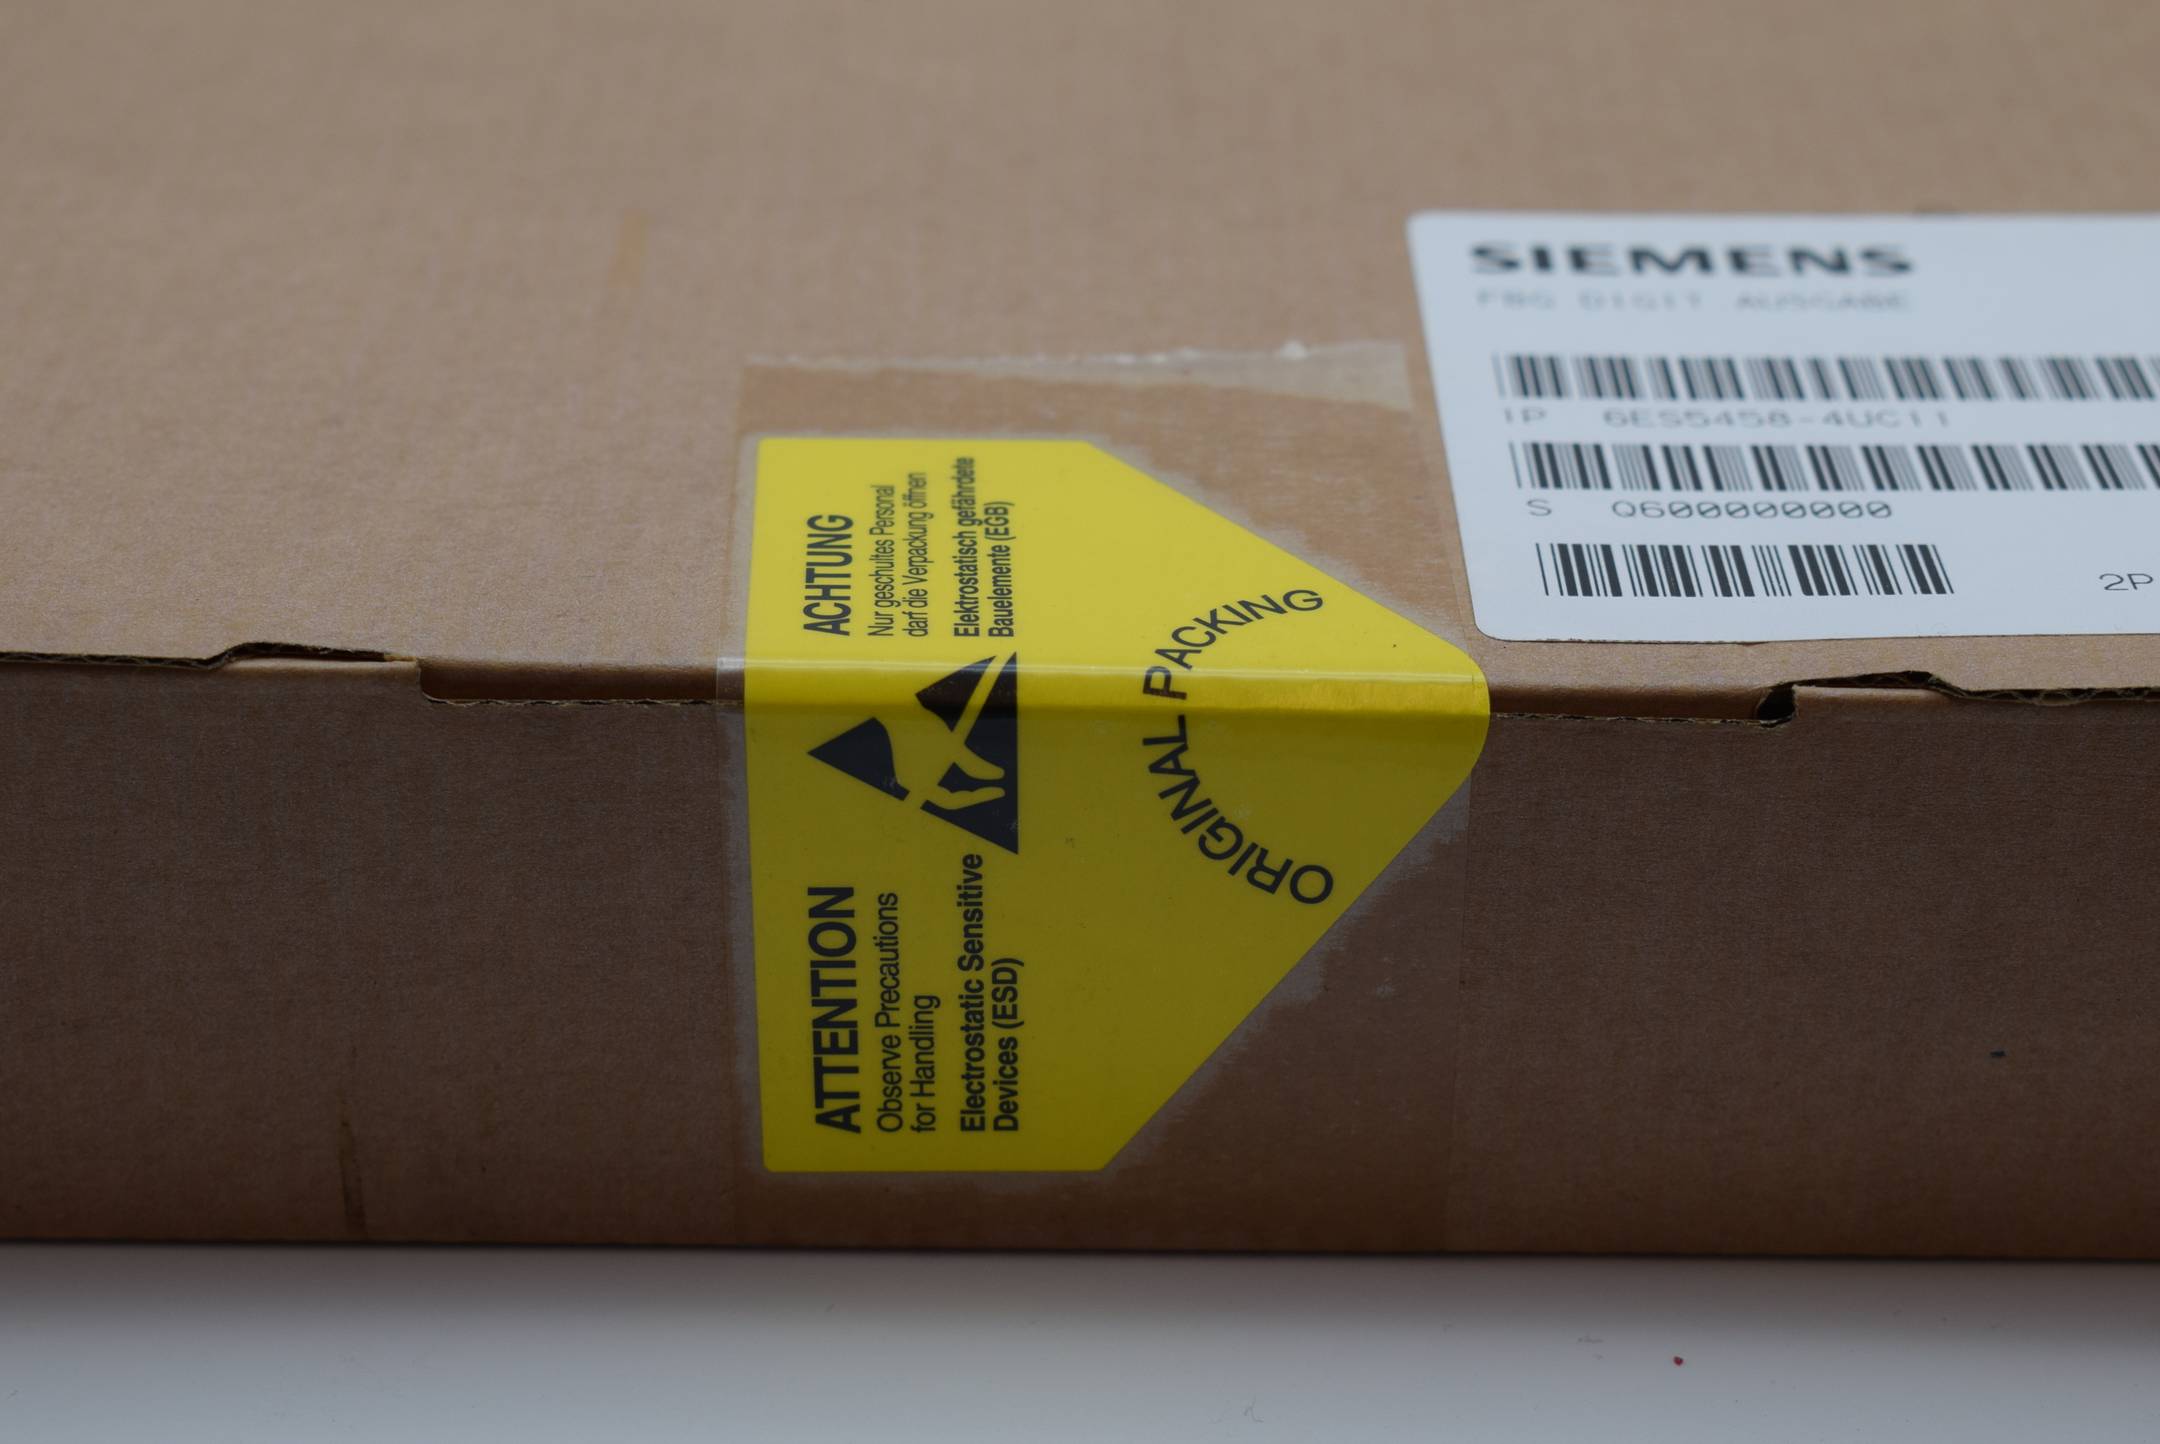 SIEMENS
FBG DIGIT AUSGABE
1P 6ES5458-4UC11
S Q600000000
2P
ACHTUNG
Nur geschultes Personal
darf die Verpackung öffnen
Elektrostatisch gefährdete
Bauelemente (EGB)
ATTENTION
Observe Precautions
for Handling
Electrostatic Sensitive
Devices (ESD)
ORIGINAL PACKING